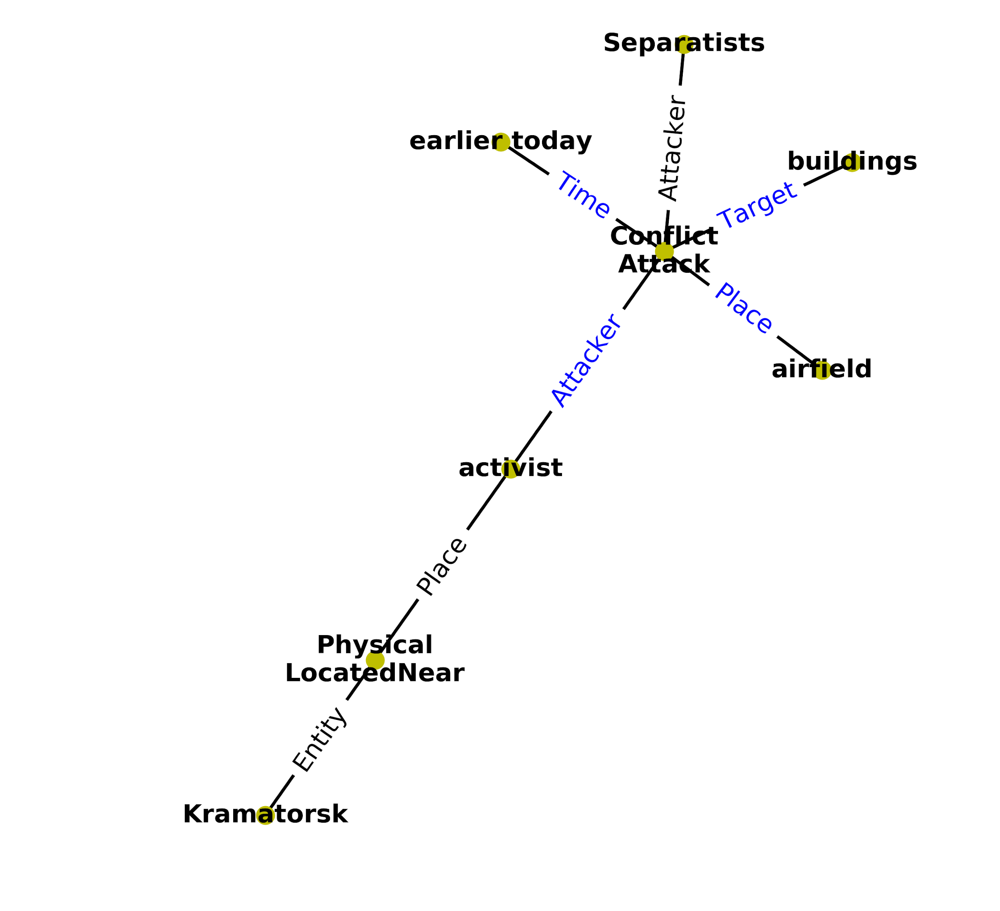 Separatists
Attacker
earlier today
Time
buildings
Target
Conflict
Attack
Place
airfield
Attacker
activist
Place
Physical
LocatedNear
Entity
Kramatorsk